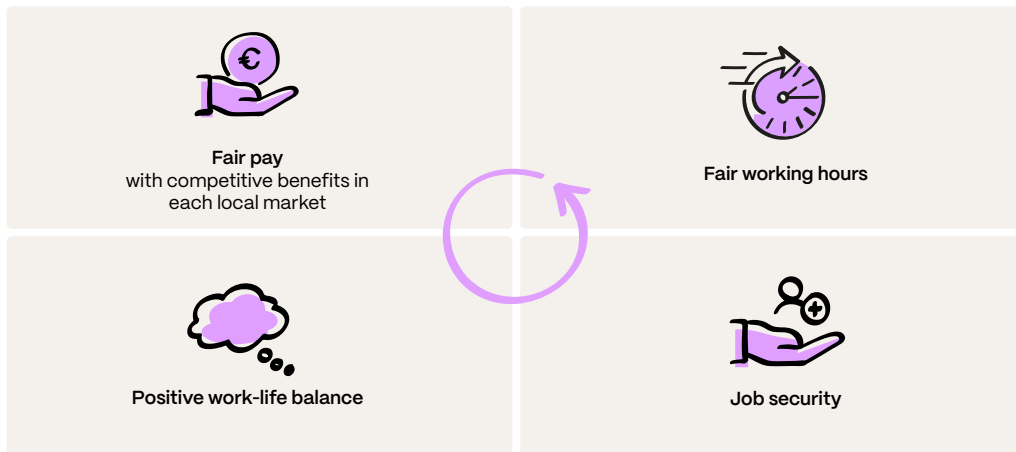 €
Fair pay
with competitive benefits in
each local market
Fair working hours
Positive work-life balance
Job security